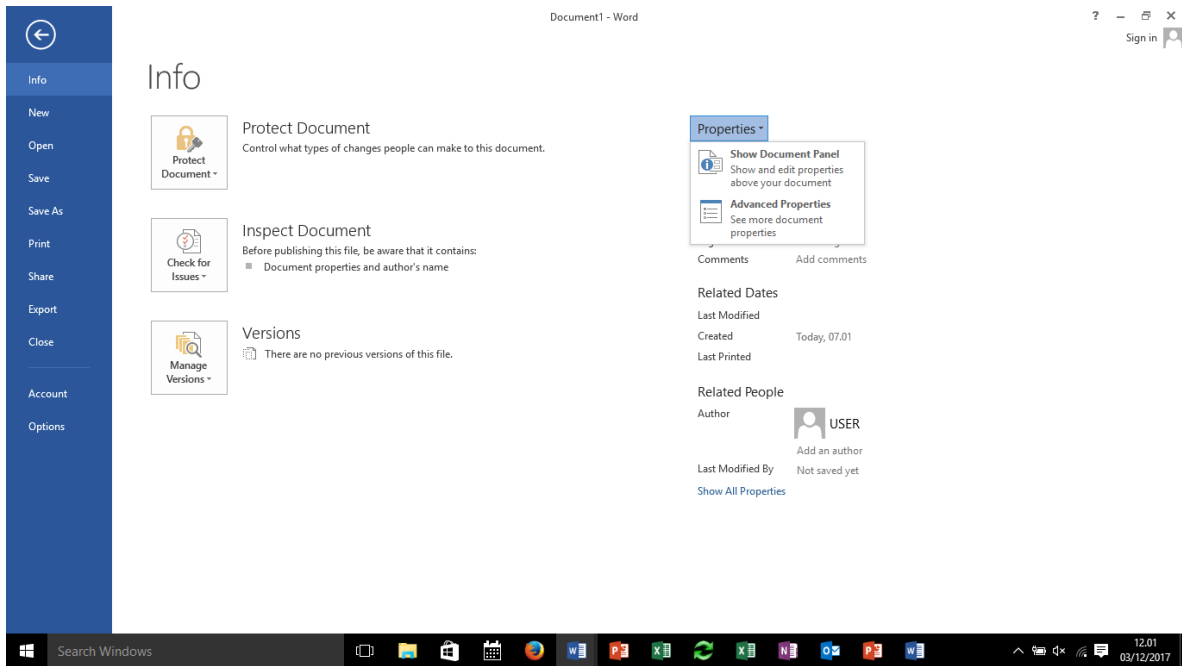 Document1 - Word
?
Sign in
Info
New
Open
Save
Save As
Print
Share
Export
Close
Account
Options
Info
Protect Document
Protect Document
Control what types of changes people can make to this document.
Check for Issues
Inspect Document
Before publishing this file, be aware that it contains:
Document properties and author's name
Manage Versions
Versions
There are no previous versions of this file.
Properties
Show Document Panel
Show and edit properties
above your document
Advanced Properties
See more document
properties
Comments Add comments
Related Dates
Last Modified
Created Today, 07.01
Last Printed
Related People
Author USER
Add an author
Last Modified By Not saved yet
Show All Properties
Search Windows
12.01
03/12/2017